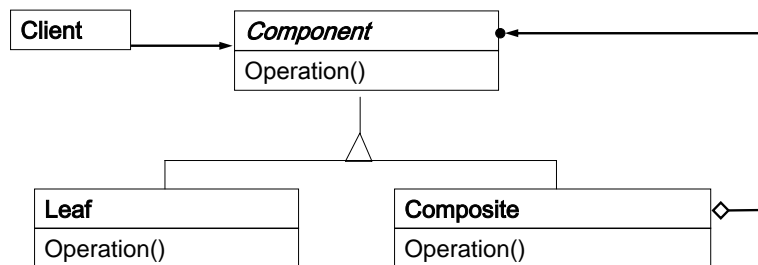 Client
Component
Operation()
Leaf
Operation()
Composite
Operation()